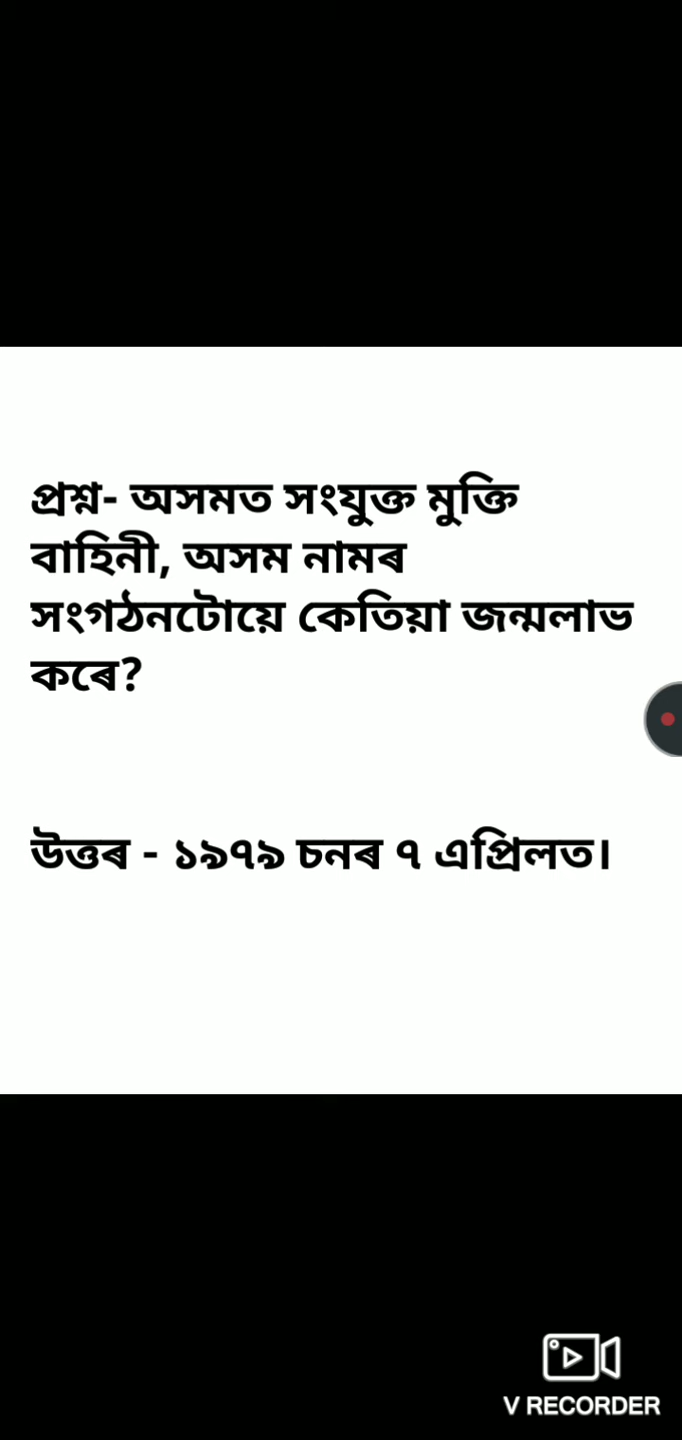 প্ৰশ্ন- অসমত সংযুক্ত মুক্তি
বাহিনী, অসম নামৰ
সংগঠনটোয়ে কেতিয়া জন্মলাভ
কৰে?
উত্তৰ - ১৯৭৯ চনৰ ৭ এপ্ৰিলত।
V RECORDER